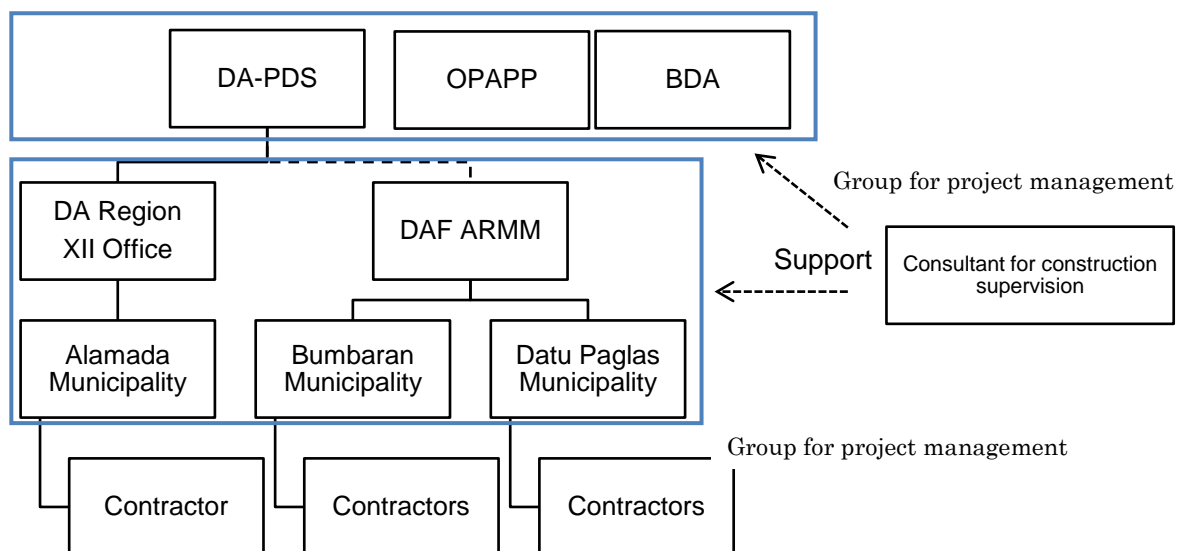 DA-PDS
OPAPP
BDA
Group for project management
DA Region
XII Office
DAF ARMM
Support
Consultant for construction
supervision
Alamada
Municipality
Bumbaran
Municipality
Datu Paglas
Municipality
Group for project management
Contractor
Contractors
Contractors